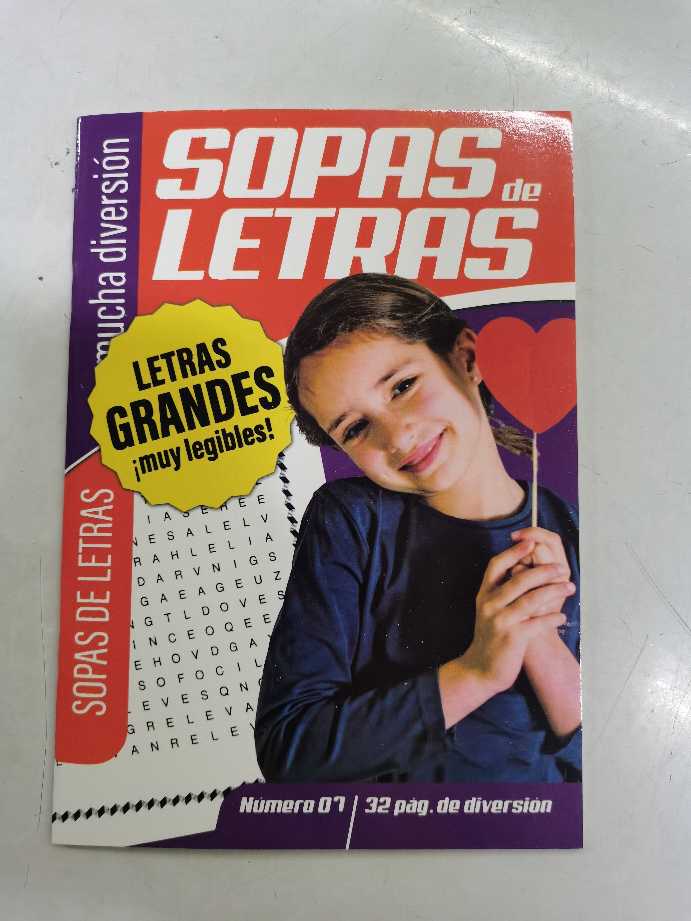 SOPAS de
LETRAS
mucha diversión
LETRAS
GRANDES
¡muy legibles!
SOPAS DE LETRAS
I A S E R E E
N E S A L E L V
R A H L E L I A
D A R V N I G S
G A E A G E U Z
N G T L D O V E S
I N C E O Q E E
E H O V D G A
S O F O C I L
L E V E S Q N
G R E L E V A
A N R E L E V
Número 07 | 32 pág. de diversión